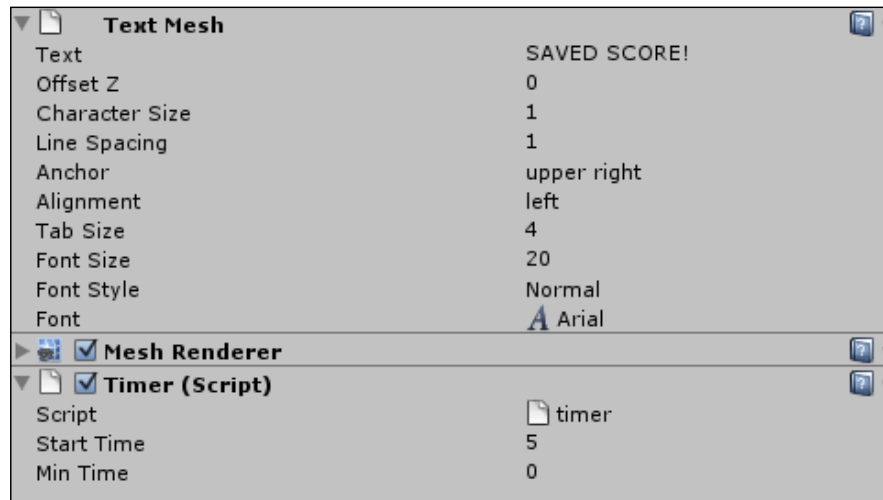 Text Mesh
Text SAVED SCORE!
Offset Z 0
Character Size 1
Line Spacing 1
Anchor upper right
Alignment left
Tab Size 4
Font Size 20
Font Style Normal
Font A Arial
Mesh Renderer
Timer (Script)
Script timer
Start Time 5
Min Time 0